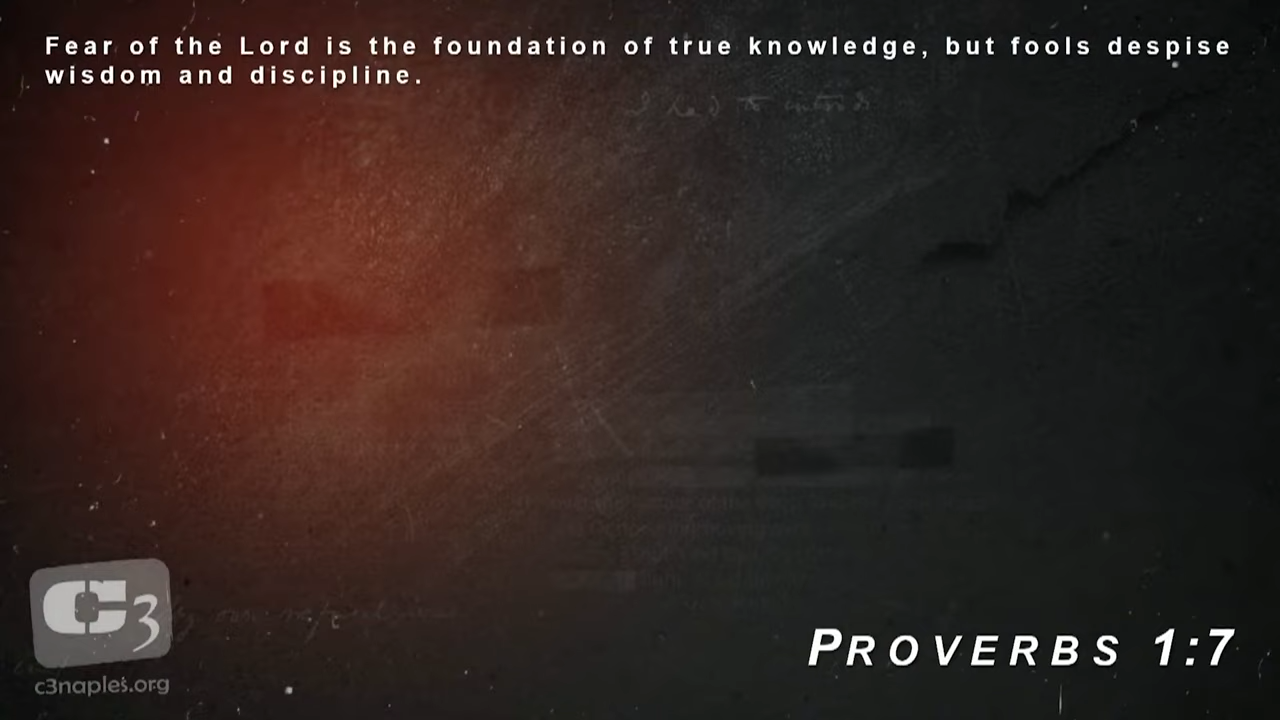 Fear of the Lord is the foundation of true knowledge, but fools despise
wisdom and discipline.
C3
c3naples.org
PROVERBS 1:7